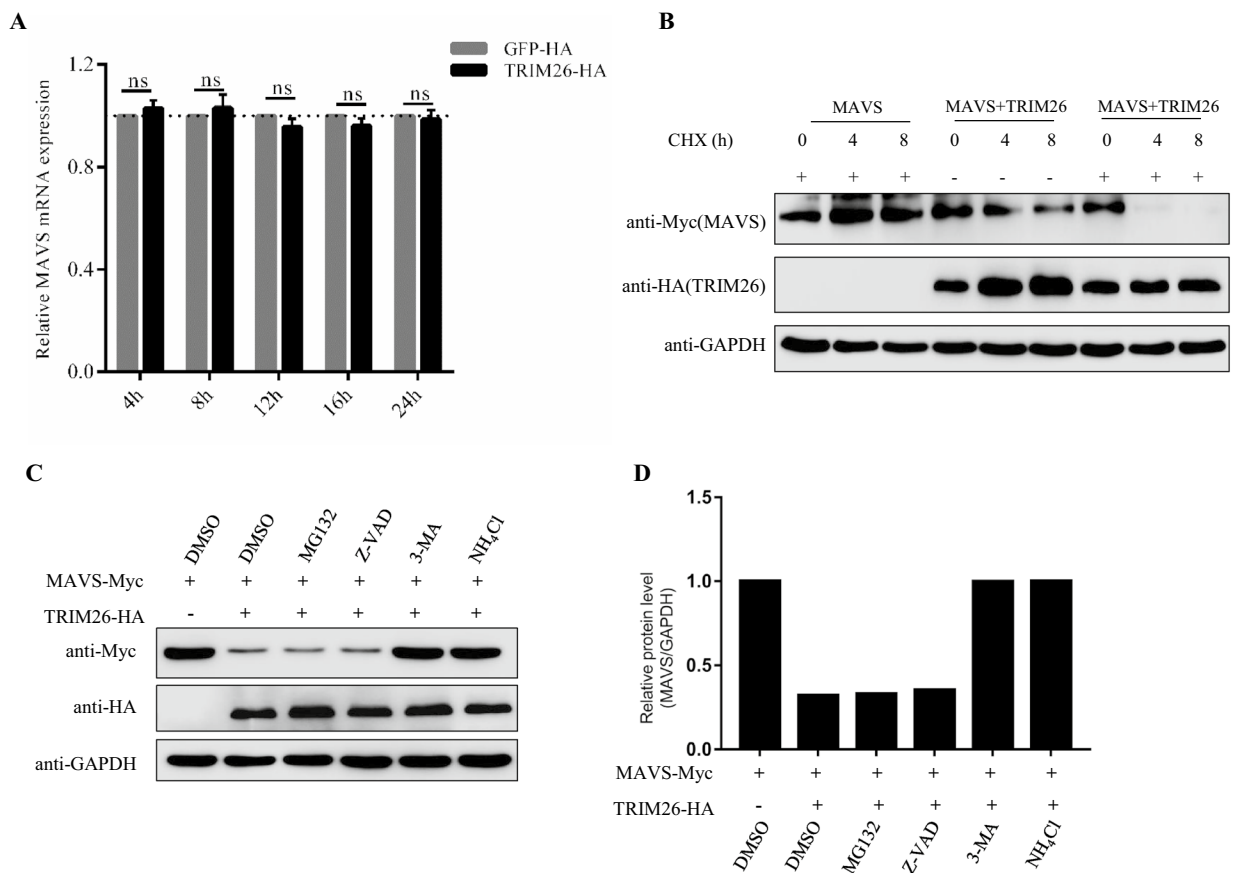 A
GFP-HA
TRIM26-HA
Relative MAVS mRNA expression
1.2
0.8
0.4
0.0
ns ns ns ns ns
4h 8h 12h 16h 24h
B
MAVS MAVS+TRIM26 MAVS+TRIM26
CHX (h) 0 4 8 0 4 8 0 4 8
+ + + - - - + + +
anti-Myc(MAVS)
anti-HA(TRIM26)
anti-GAPDH
C
DMSO DMSO MG132 Z-VAD 3-MA NH₄Cl
MAVS-Myc + + + + + +
TRIM26-HA - + + + + +
anti-Myc
anti-HA
anti-GAPDH
D
Relative protein level
(MAVS/GAPDH)
1.5
1.0
0.5
0.0
MAVS-Myc + + + + + +
TRIM26-HA - + + + + +
DMSO DMSO MG132 Z-VAD 3-MA NH₄Cl